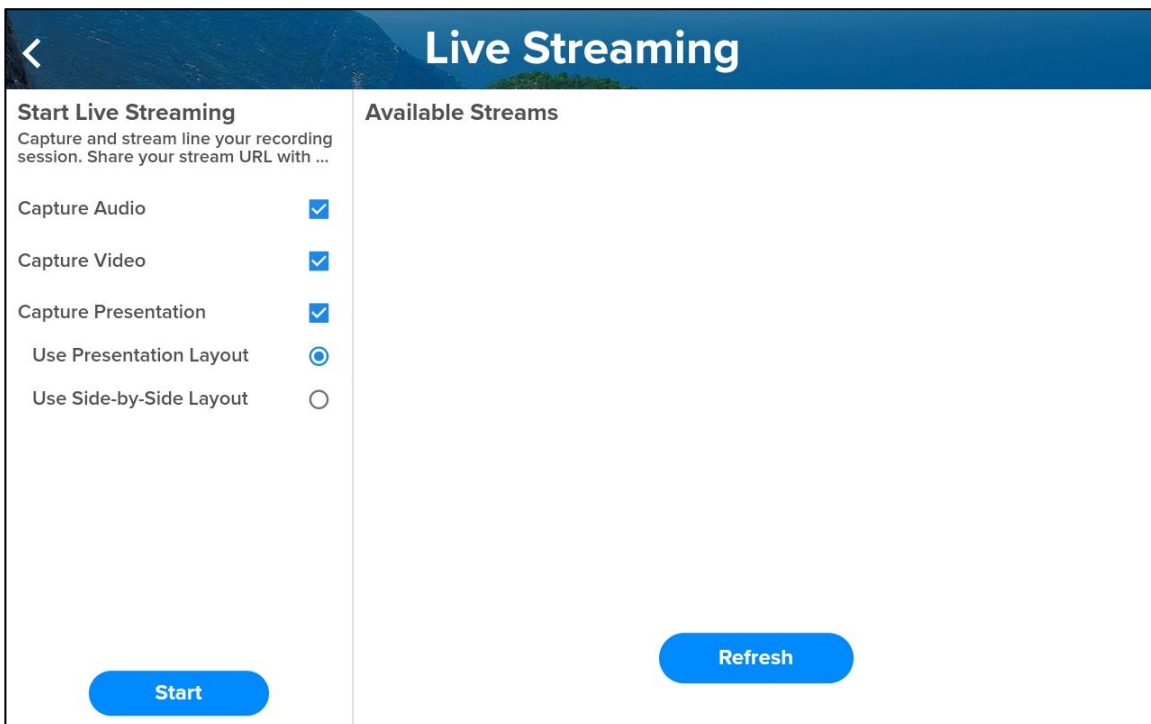 Live Streaming
Start Live Streaming
Capture and stream line your recording
session. Share your stream URL with ...
Capture Audio
Capture Video
Capture Presentation
Use Presentation Layout
Use Side-by-Side Layout
Start
Available Streams
Refresh